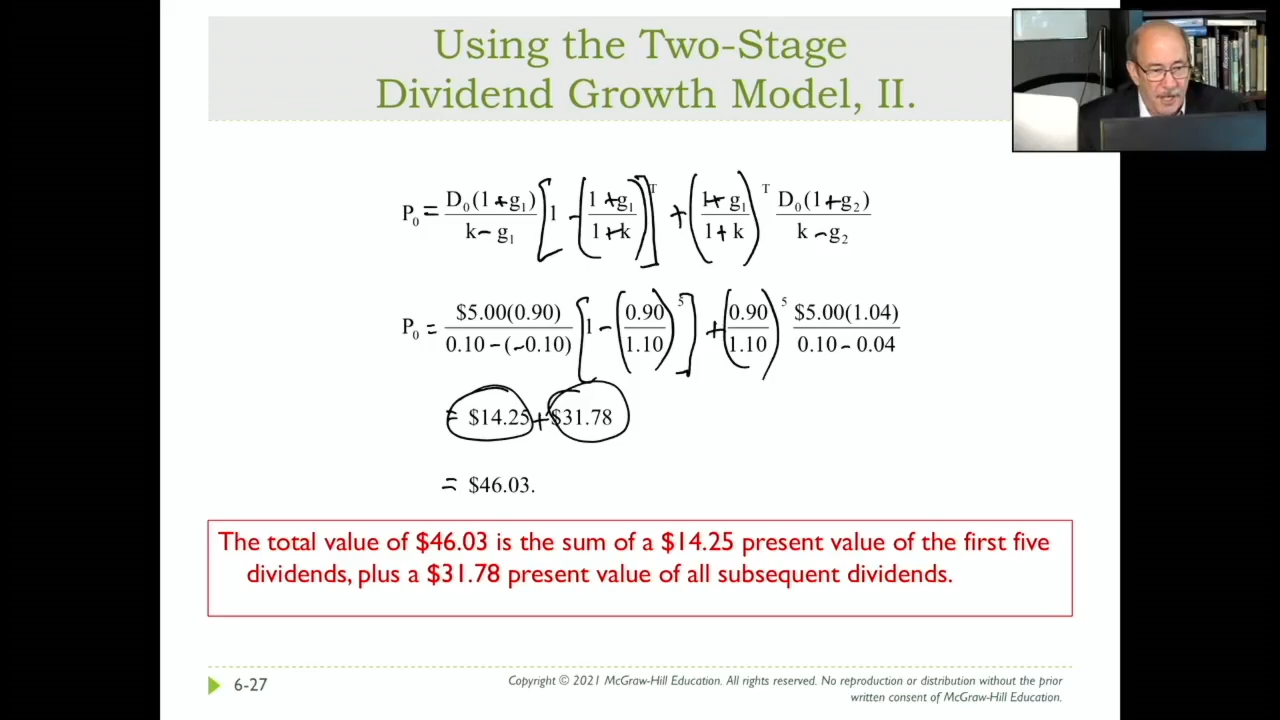 Using the Two-Stage
Dividend Growth Model, II.
P₀ = D₀(1+g₁) / k − g₁ [1 − (1+g₁ / 1+k)ᵀ] + (1+g₁ / 1+k)ᵀ D₀(1+g₂) / k − g₂
P₀ = $5.00(0.90) / 0.10 − (−0.10) [1 − (0.90 / 1.10)⁵] + (0.90 / 1.10)⁵ $5.00(1.04) / 0.10 − 0.04
= $14.25 + $31.78
= $46.03.
The total value of $46.03 is the sum of a $14.25 present value of the first five
dividends, plus a $31.78 present value of all subsequent dividends.
6-27
Copyright © 2021 McGraw-Hill Education. All rights reserved. No reproduction or distribution without the prior
written consent of McGraw-Hill Education.